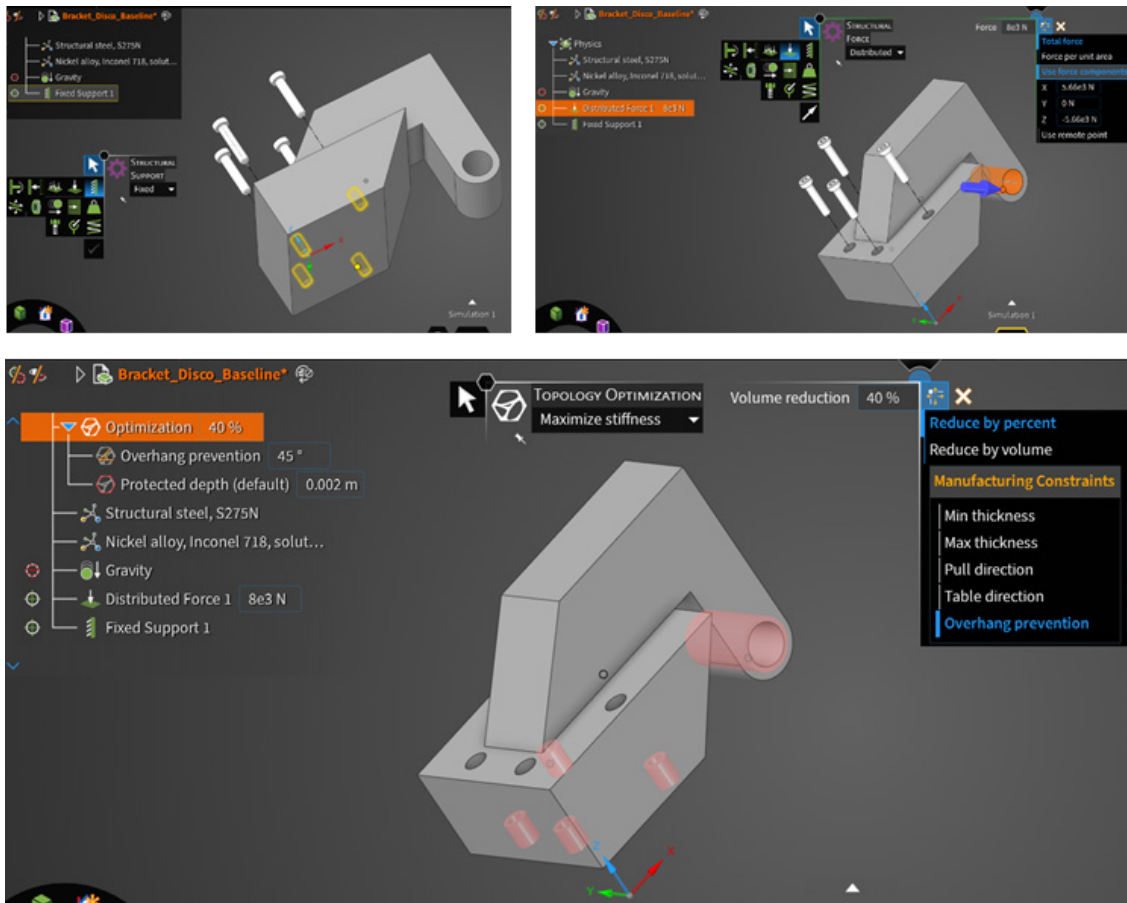 Bracket_Disco_Baseline*
Structural steel, S275N
Nickel alloy, Inconel 718, solut...
Gravity
Fixed Support 1
STRUCTURAL
SUPPORT
Fixed
Simulation 1
Bracket_Disco_Baseline*
Physics
Structural steel, S275N
Nickel alloy, Inconel 718, solut...
Gravity
Distributed Force 1 8e3 N
Fixed Support 1
STRUCTURAL
FORCE
Distributed
Force 8e3 N
Total force
Force per unit area
Use force components
X 5.66e3 N
Y 0 N
Z -5.66e3 N
Use remote point
Simulation 1
Bracket_Disco_Baseline*
Optimization 40 %
Overhang prevention 45 °
Protected depth (default) 0.002 m
Structural steel, S275N
Nickel alloy, Inconel 718, solut...
Gravity
Distributed Force 1 8e3 N
Fixed Support 1
TOPOLOGY OPTIMIZATION
Maximize stiffness
Volume reduction 40 %
Reduce by percent
Reduce by volume
Manufacturing Constraints
Min thickness
Max thickness
Pull direction
Table direction
Overhang prevention
Z
X
Y